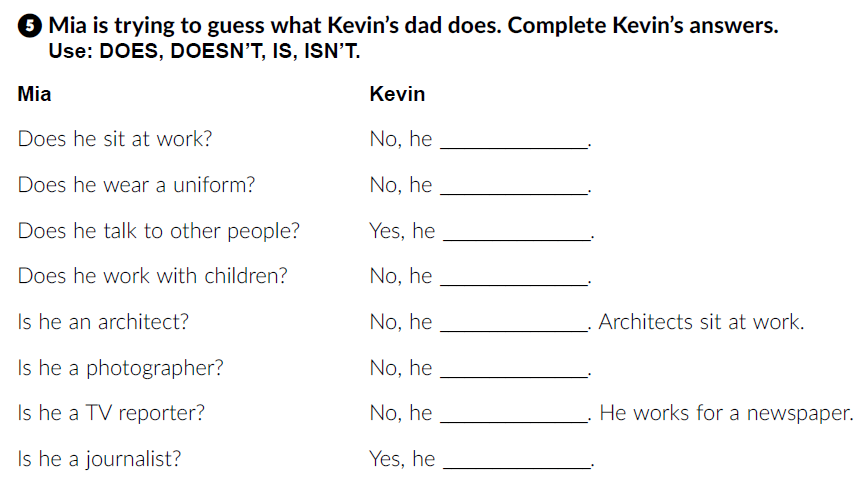 5 Mia is trying to guess what Kevin's dad does. Complete Kevin's answers.
Use: DOES, DOESN'T, IS, ISN'T.
Mia Kevin
Does he sit at work? No, he ______________.
Does he wear a uniform? No, he ______________.
Does he talk to other people? Yes, he ______________.
Does he work with children? No, he ______________.
Is he an architect? No, he ______________. Architects sit at work.
Is he a photographer? No, he ______________.
Is he a TV reporter? No, he ______________. He works for a newspaper.
Is he a journalist? Yes, he ______________.